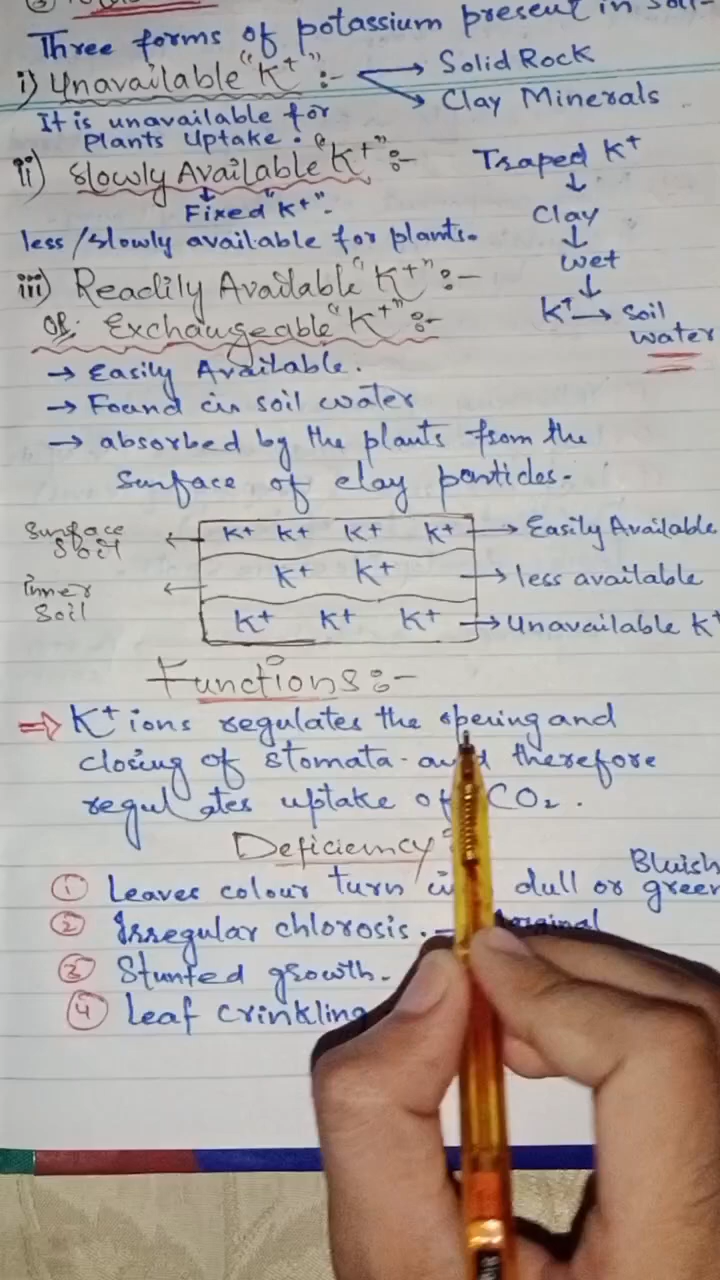 Three forms of potassium present in soil-
i) Unavailable "K+" :- → Solid Rock
→ Clay Minerals
It is unavailable for
Plants Uptake.
ii) Slowly Available "K+" :-
↓
Fixed "K+"-
less/slowly available for plants.
Traped K+
↓
Clay
↓
Wet
↓
K+ → Soil
water
iii) Readily Available "K+" :-
OR: Exchangeable "K+" :-
→ Easily Available.
→ Found in soil water
→ absorbed by the plants from the
Surface of clay particles.
Surface
Soil
K+ K+ K+ K+ → Easily Available
inner
Soil
K+ K+ → less available
K+ K+ K+ → Unavailable K+
Functions :-
⇒ K+ ions regulates the opening and
closing of stomata and therefore
regulates uptake of CO₂.
Deficiency
① Leaves colour turn dull or Bluish
green
② Irregular chlorosis. -
③ Stunted growth.
④ Leaf crinkling